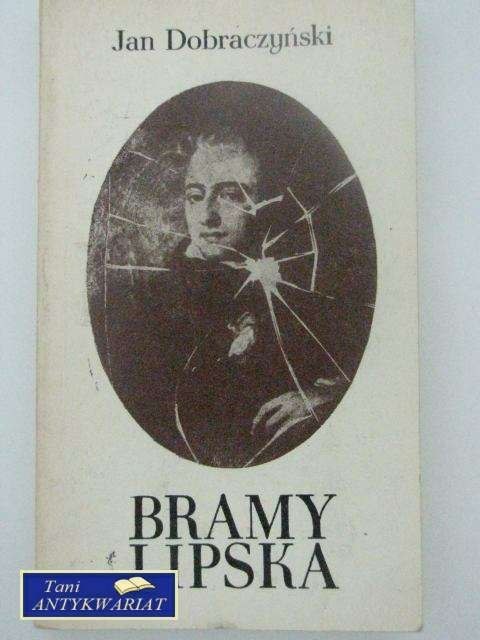 Jan Dobraczyński
BRAMY
LIPSKA
Tani
ANTYKWARIAT